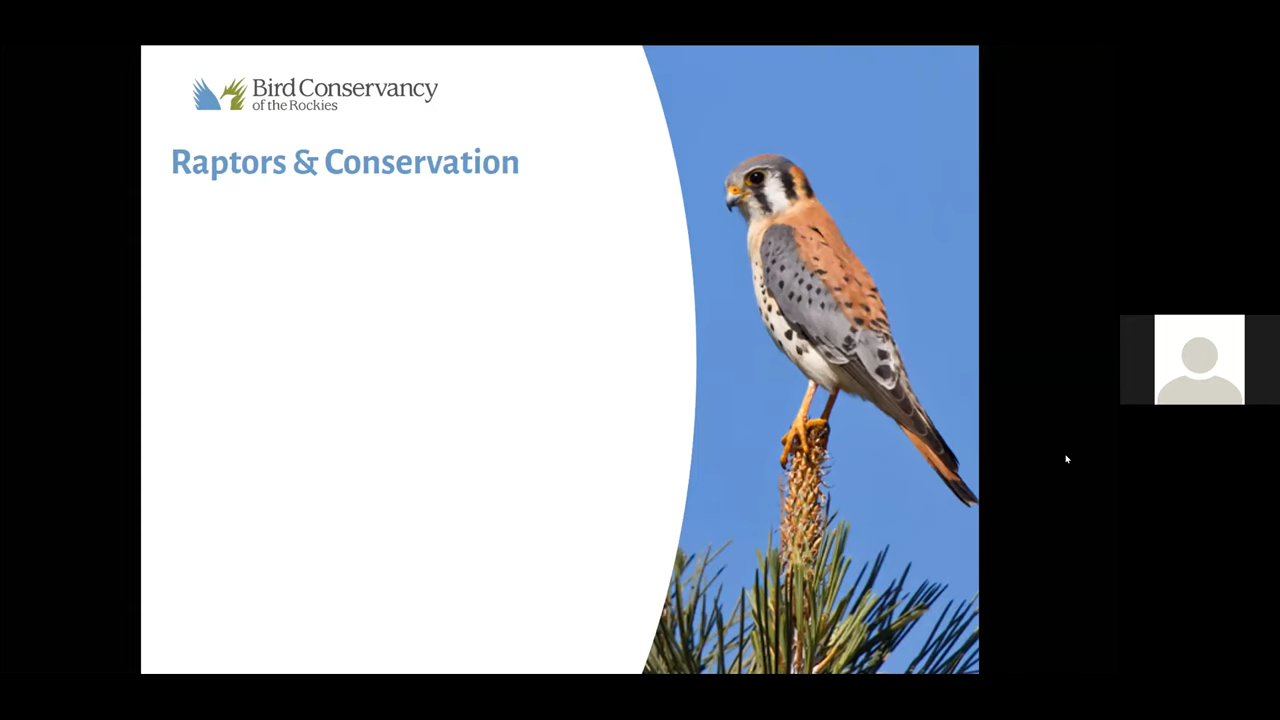 Bird Conservancy
of the Rockies
Raptors & Conservation